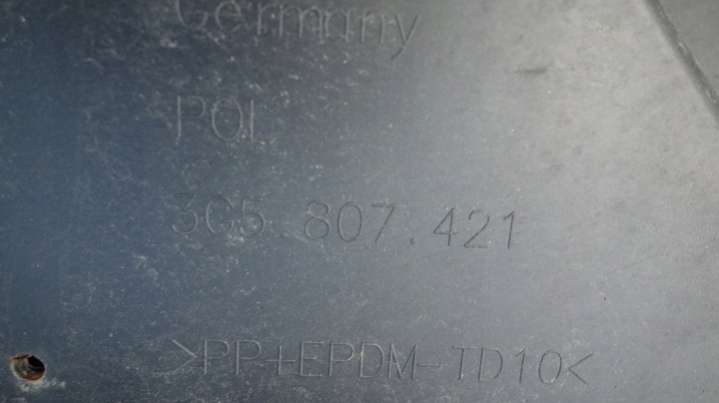 Germany
POL
3C5.807.421
>PP+EPDM-TD10<